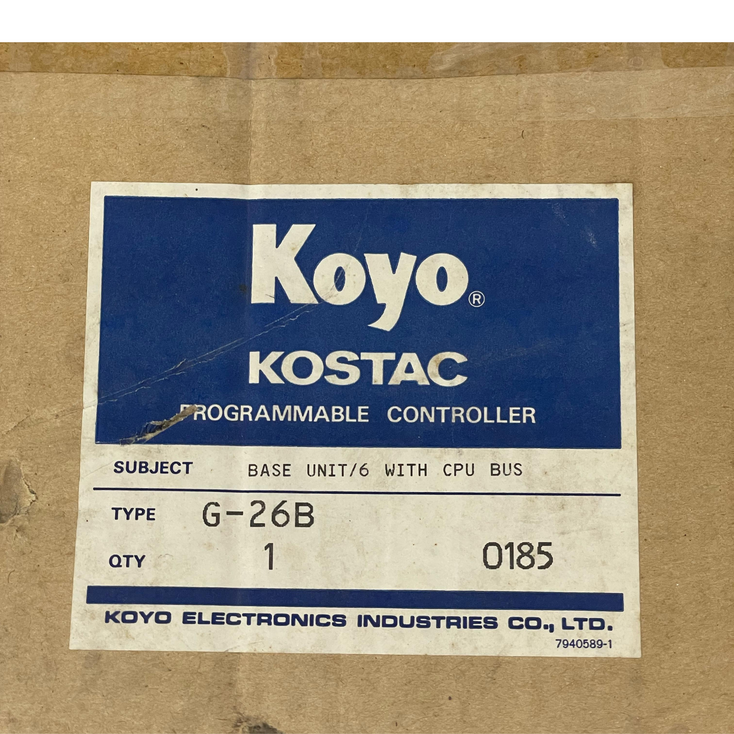 Koyo®
KOSTAC
PROGRAMMABLE CONTROLLER
SUBJECT BASE UNIT/6 WITH CPU BUS
TYPE G-26B
QTY 1 0185
KOYO ELECTRONICS INDUSTRIES CO., LTD.
7940589-1